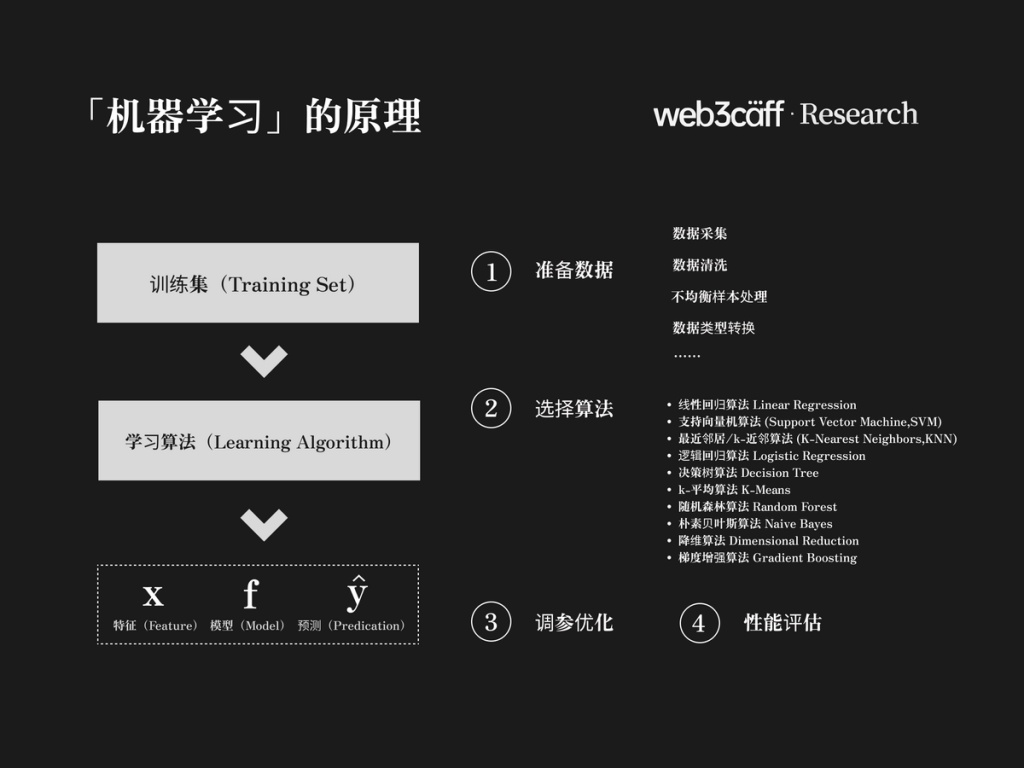 「机器学习」的原理
web3caff · Research
训练集（Training Set）
学习算法（Learning Algorithm）
x f ŷ
特征（Feature） 模型（Model） 预测（Predication）
1 准备数据
数据采集
数据清洗
不均衡样本处理
数据类型转换
……
2 选择算法
• 线性回归算法 Linear Regression
• 支持向量机算法 (Support Vector Machine,SVM)
• 最近邻居/k-近邻算法 (K-Nearest Neighbors,KNN)
• 逻辑回归算法 Logistic Regression
• 决策树算法 Decision Tree
• k-平均算法 K-Means
• 随机森林算法 Random Forest
• 朴素贝叶斯算法 Naive Bayes
• 降维算法 Dimensional Reduction
• 梯度增强算法 Gradient Boosting
3 调参优化
4 性能评估